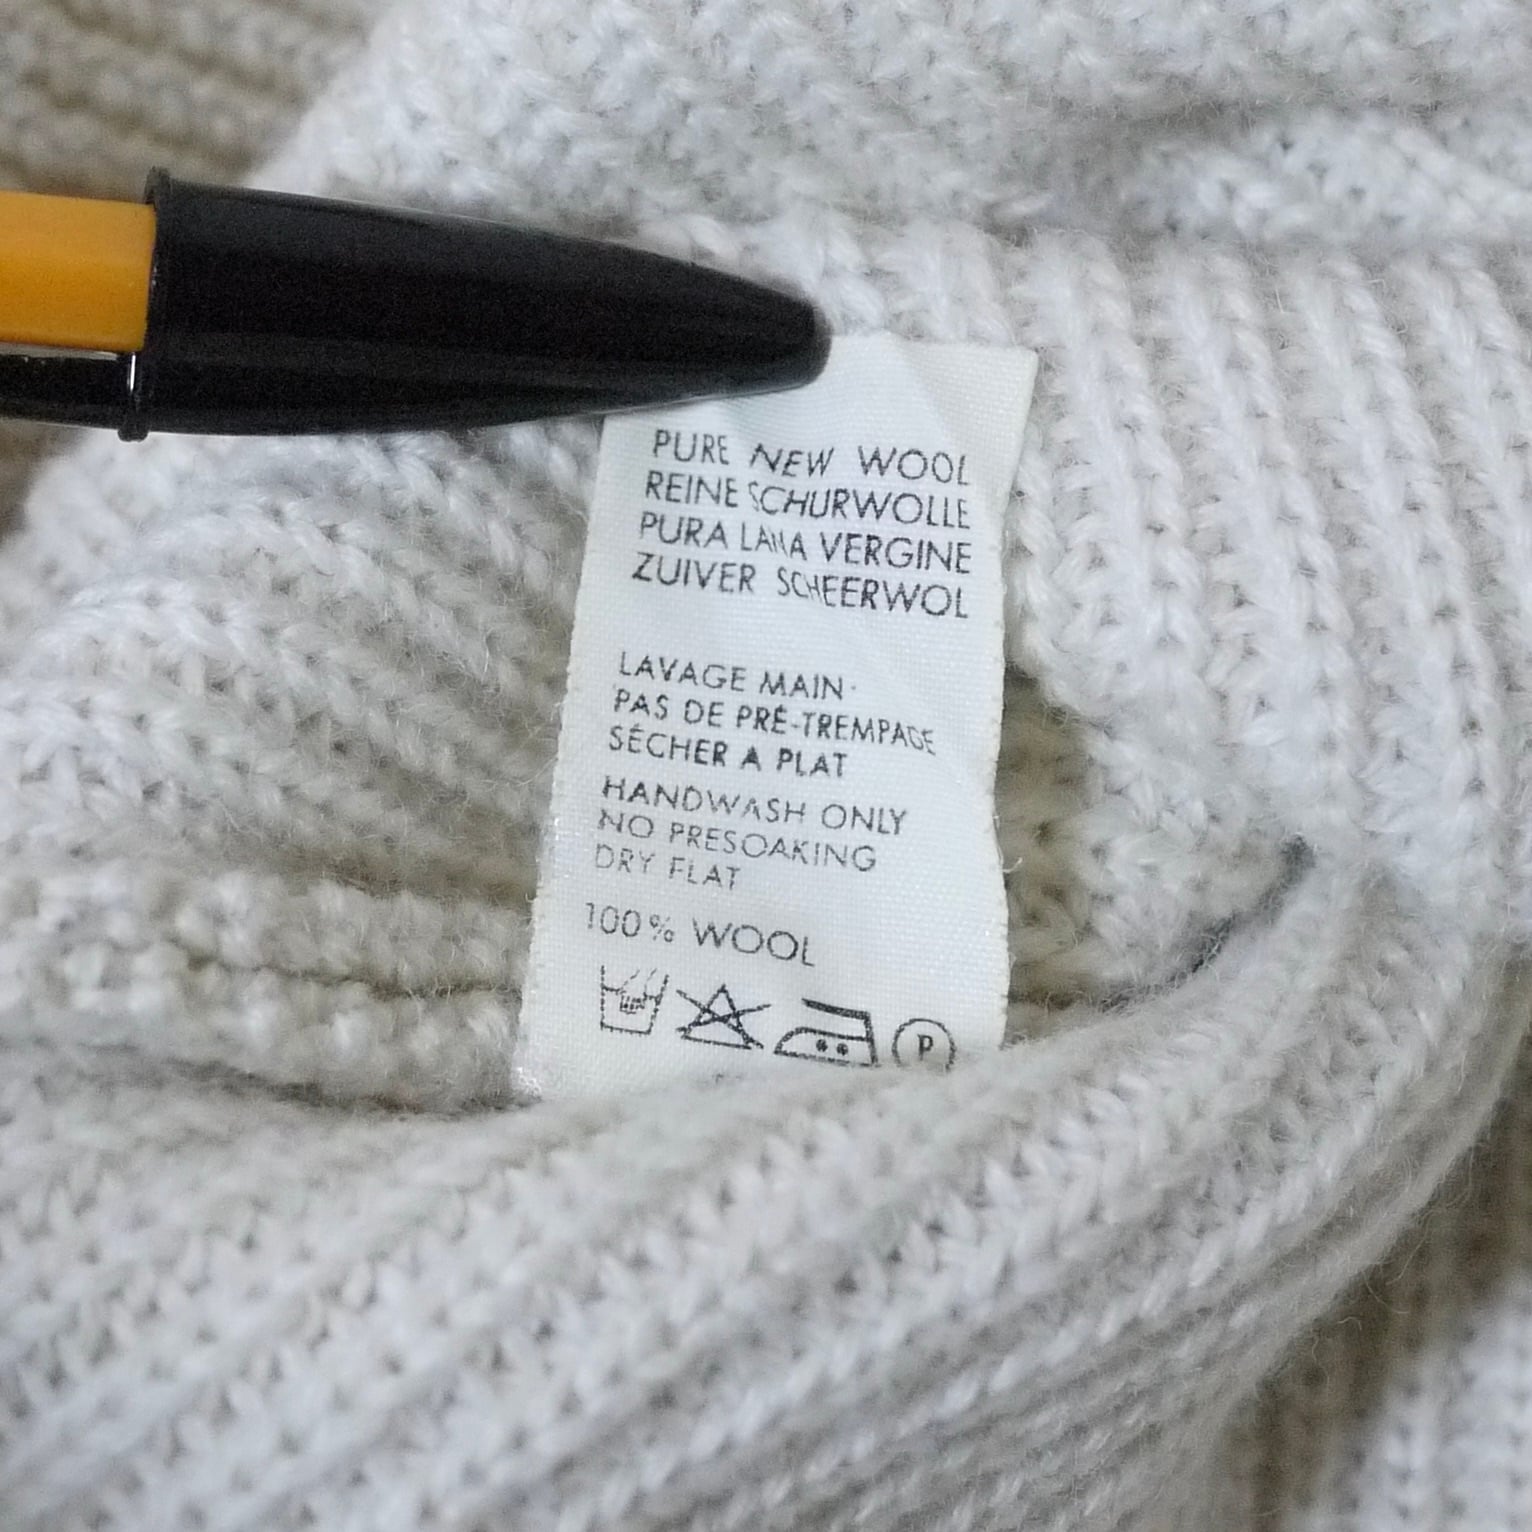 PURE NEW WOOL
REINE SCHURWOLLE
PURA LANA VERGINE
ZUIVER SCHEERWOL
LAVAGE MAIN
PAS DE PRÉ-TREMPAGE
SÉCHER A PLAT
HANDWASH ONLY
NO PRESOAKING
DRY FLAT
100% WOOL
P